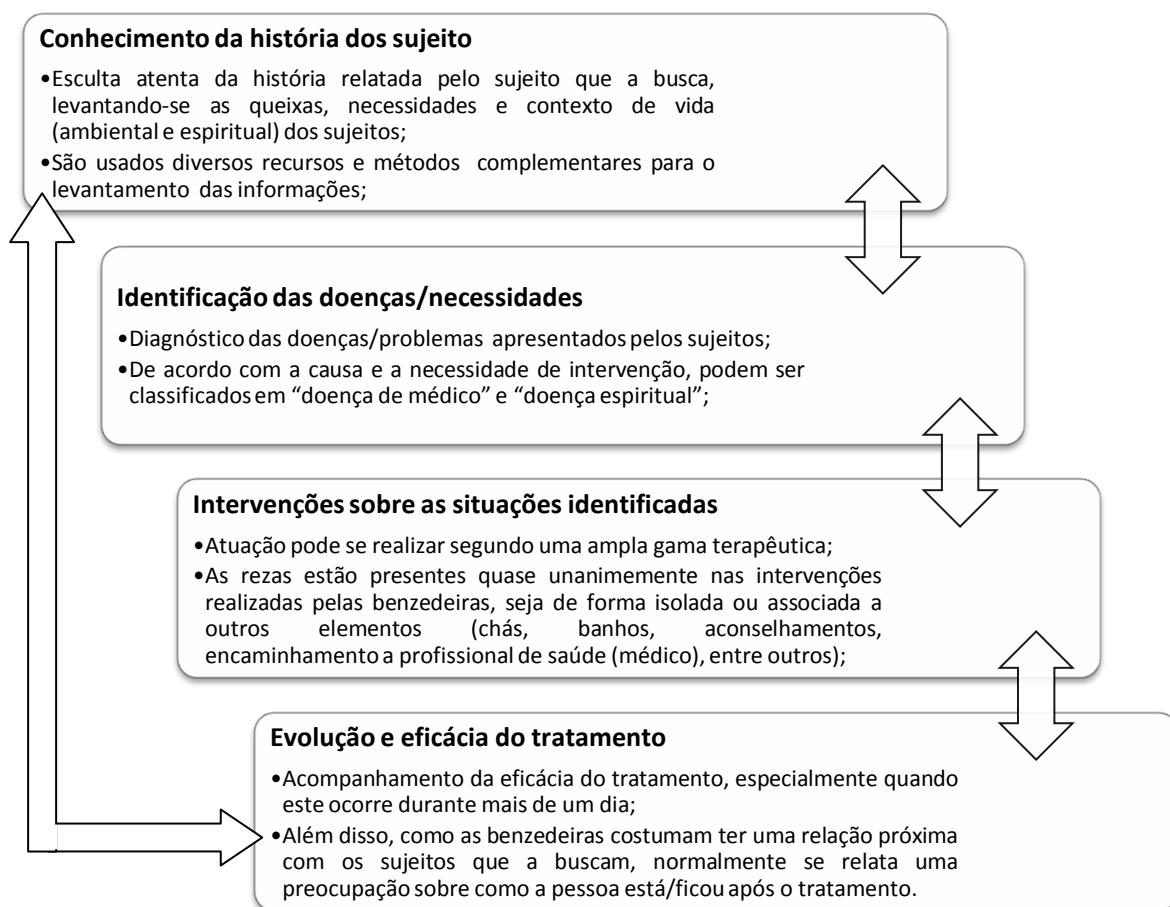 Conhecimento da história dos sujeito
•Esculta atenta da história relatada pelo sujeito que a busca,
levantando-se as queixas, necessidades e contexto de vida
(ambiental e espiritual) dos sujeitos;
•São usados diversos recursos e métodos complementares para o
levantamento das informações;
Identificação das doenças/necessidades
•Diagnóstico das doenças/problemas apresentados pelos sujeitos;
•De acordo com a causa e a necessidade de intervenção, podem ser
classificados em “doença de médico” e “doença espiritual”;
Intervenções sobre as situações identificadas
•Atuação pode se realizar segundo uma ampla gama terapêutica;
•As rezas estão presentes quase unanimemente nas intervenções
realizadas pelas benzedeiras, seja de forma isolada ou associada a
outros elementos (chás, banhos, aconselhamentos,
encaminhamento a profissional de saúde (médico), entre outros);
Evolução e eficácia do tratamento
•Acompanhamento da eficácia do tratamento, especialmente quando
este ocorre durante mais de um dia;
•Além disso, como as benzedeiras costumam ter uma relação próxima
com os sujeitos que a buscam, normalmente se relata uma
preocupação sobre como a pessoa está/ficou após o tratamento.